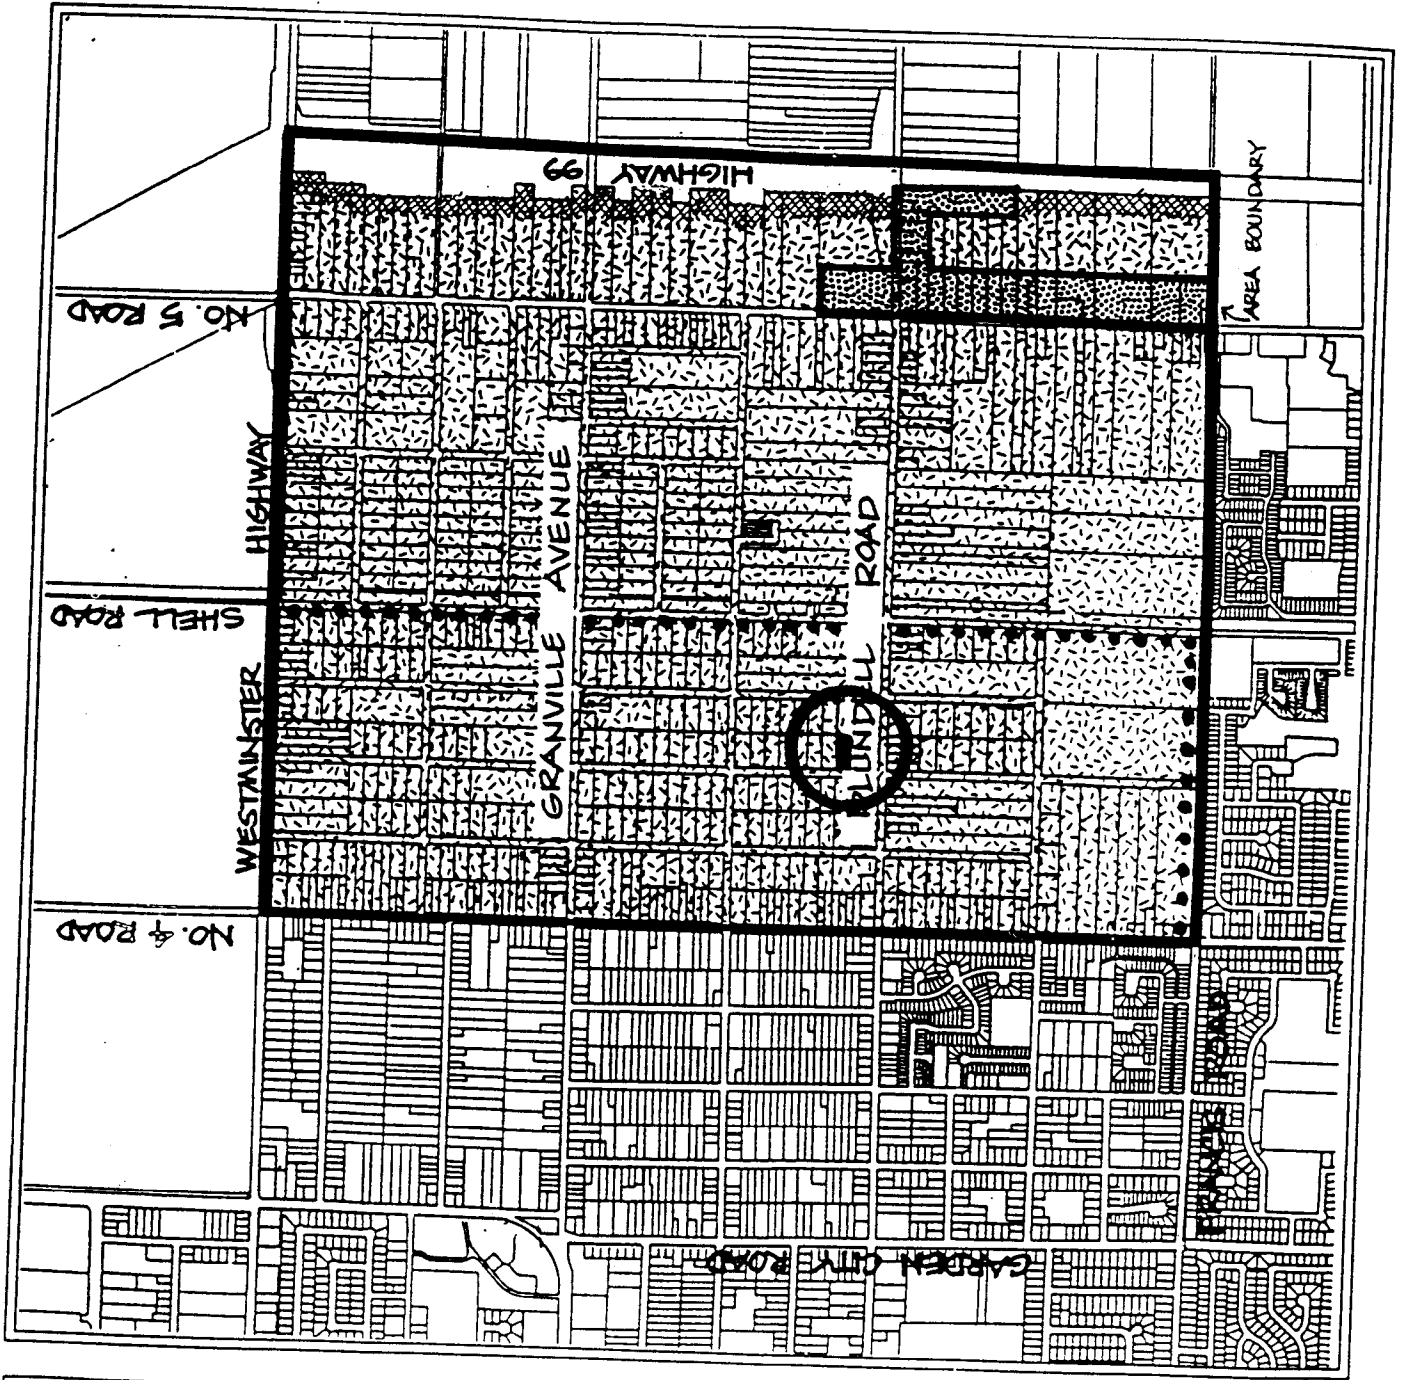 HIGHWAY 99
AREA BOUNDARY
NO. 5 ROAD
HIGHWAY
GRANVILLE AVENUE
BLUNDELL ROAD
SHELL ROAD
WESTMINSTER
NO. 4 ROAD
FRANCIS ROAD
GARDEN CITY ROAD